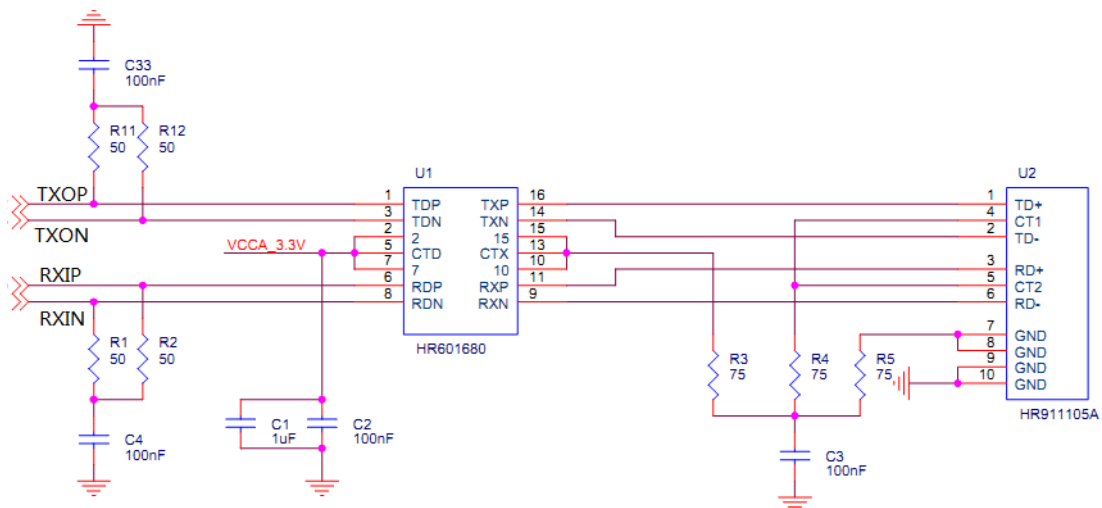 C33
100nF
R11
50
R12
50
TXOP
TXON
VCCA_3.3V
RXIP
RXIN
R1
50
R2
50
C4
100nF
C1
1uF
C2
100nF
U1
1 TDP TXP 16
3 TDN TXN 14
2 2 15 15
5 CTD CTX 13
7 7 10 10
6 RDP RXP 11
8 RDN RXN 9
HR601680
R3
75
R4
75
R5
75
C3
100nF
U2
1 TD+
4 CT1
2 TD-
3 RD+
5 CT2
6 RD-
7 GND
8 GND
9 GND
10 GND
HR911105A